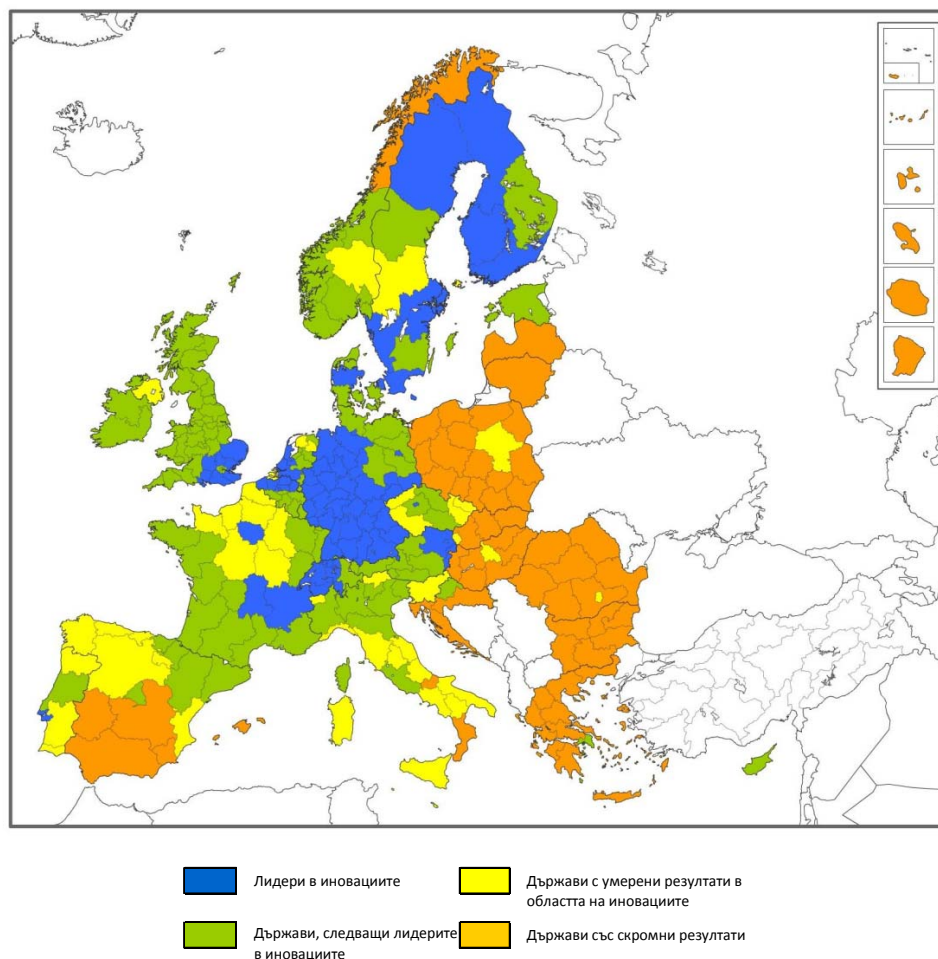 Лидери в иновациите
Държави с умерени резултати в
областта на иновациите
Държави, следващи лидерите
в иновациите
Държави със скромни резултати